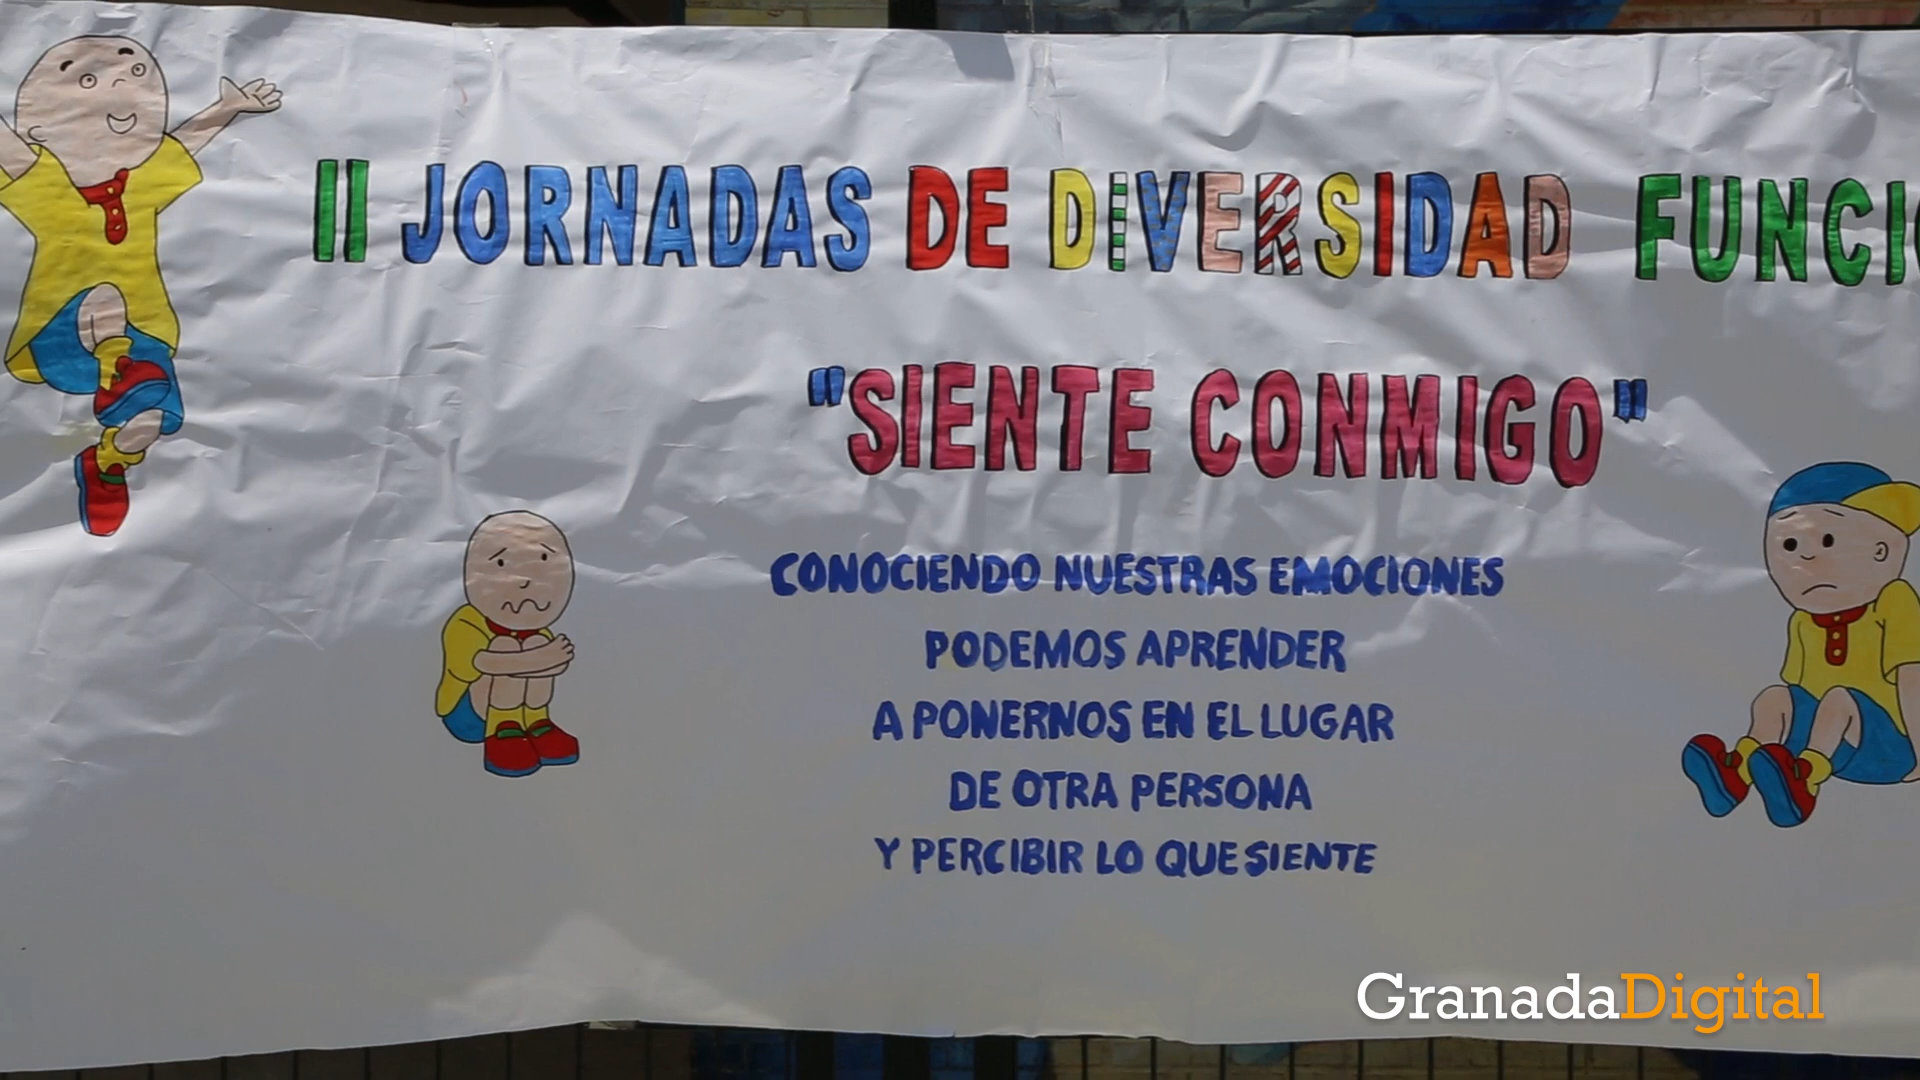 II JORNADAS DE DIVERSIDAD FUNCI
"SIENTE CONMIGO"
CONOCIENDO NUESTRAS EMOCIONES
PODEMOS APRENDER
A PONERNOS EN EL LUGAR
DE OTRA PERSONA
Y PERCIBIR LO QUE SIENTE
GranadaDigital